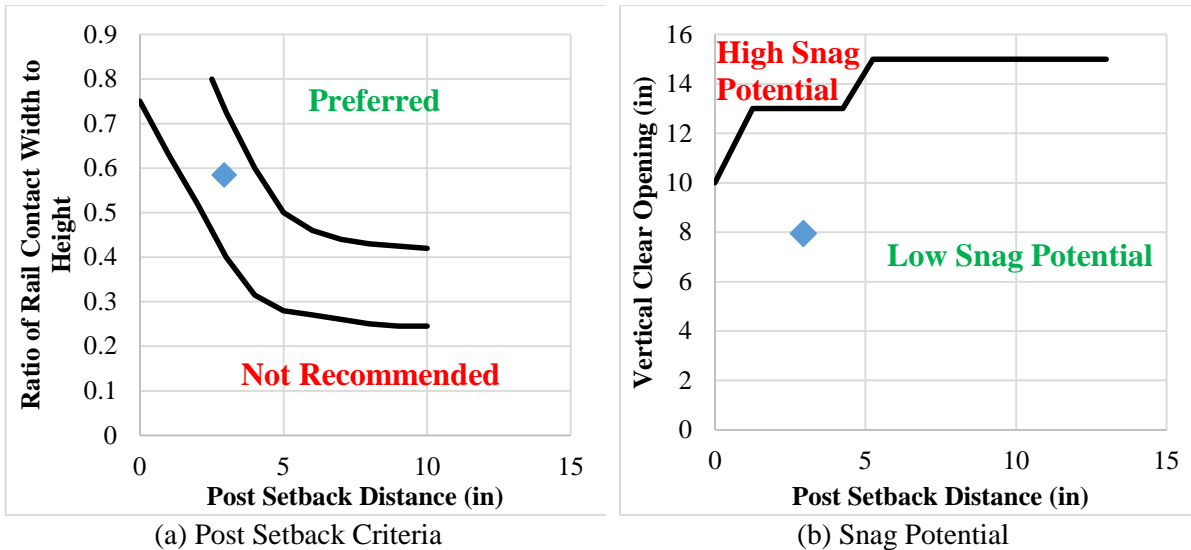 0.9
0.8
0.7
0.6
0.5
0.4
0.3
0.2
0.1
0
0 5 10 15
Ratio of Rail Contact Width to
Height
Preferred
Not Recommended
Post Setback Distance (in)
(a) Post Setback Criteria
16
14
12
10
8
6
4
2
0
0 5 10 15
Vertical Clear Opening (in)
High Snag
Potential
Low Snag Potential
Post Setback Distance (in)
(b) Snag Potential